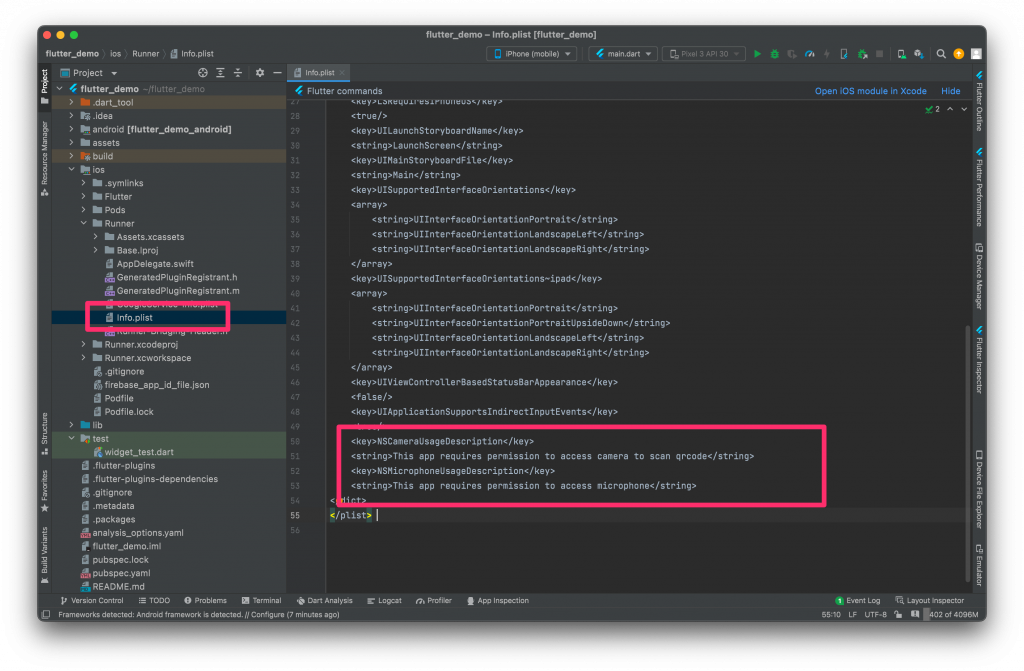 flutter_demo – Info.plist [flutter_demo]
flutter_demo ios Runner Info.plist iPhone (mobile) main.dart Pixel 3 API 30
Project Info.plist
Flutter commands Open iOS module in Xcode Hide
flutter_demo ~/flutter_demo
.dart_tool
.idea
android [flutter_demo_android]
assets
build
ios
.symlinks
Flutter
Pods
Runner
Assets.xcassets
Base.lproj
AppDelegate.swift
GeneratedPluginRegistrant.h
GeneratedPluginRegistrant.m
GoogleService-Info.plist
Info.plist
Runner-Bridging-Header.h
Runner.xcodeproj
Runner.xcworkspace
.gitignore
firebase_app_id_file.json
Podfile
Podfile.lock
lib
test
widget_test.dart
.flutter-plugins
.flutter-plugins-dependencies
.gitignore
.metadata
.packages
analysis_options.yaml
flutter_demo.iml
pubspec.lock
pubspec.yaml
README.md
27 <key>LSRequiresIPhoneOS</key>
28 <true/>
29 <key>UILaunchStoryboardName</key>
30 <string>LaunchScreen</string>
31 <key>UIMainStoryboardFile</key>
32 <string>Main</string>
33 <key>UISupportedInterfaceOrientations</key>
34 <array>
35 <string>UIInterfaceOrientationPortrait</string>
36 <string>UIInterfaceOrientationLandscapeLeft</string>
37 <string>UIInterfaceOrientationLandscapeRight</string>
38 </array>
39 <key>UISupportedInterfaceOrientations~ipad</key>
40 <array>
41 <string>UIInterfaceOrientationPortrait</string>
42 <string>UIInterfaceOrientationPortraitUpsideDown</string>
43 <string>UIInterfaceOrientationLandscapeLeft</string>
44 <string>UIInterfaceOrientationLandscapeRight</string>
45 </array>
46 <key>UIViewControllerBasedStatusBarAppearance</key>
47 <false/>
48 <key>UIApplicationSupportsIndirectInputEvents</key>
49
50 <key>NSCameraUsageDescription</key>
51 <string>This app requires permission to access camera to scan qrcode</string>
52 <key>NSMicrophoneUsageDescription</key>
53 <string>This app requires permission to access microphone</string>
54 </dict>
55 </plist>
56
2
Project
Resource Manager
Structure
Favorites
Build Variants
Flutter Outline
Flutter Performance
Device Manager
Flutter Inspector
Device File Explorer
Emulator
Version Control TODO Problems Terminal Dart Analysis Logcat Profiler App Inspection 1 Event Log Layout Inspector
Frameworks detected: Android framework is detected. // Configure (7 minutes ago) 55:10 LF UTF-8 402 of 4096M